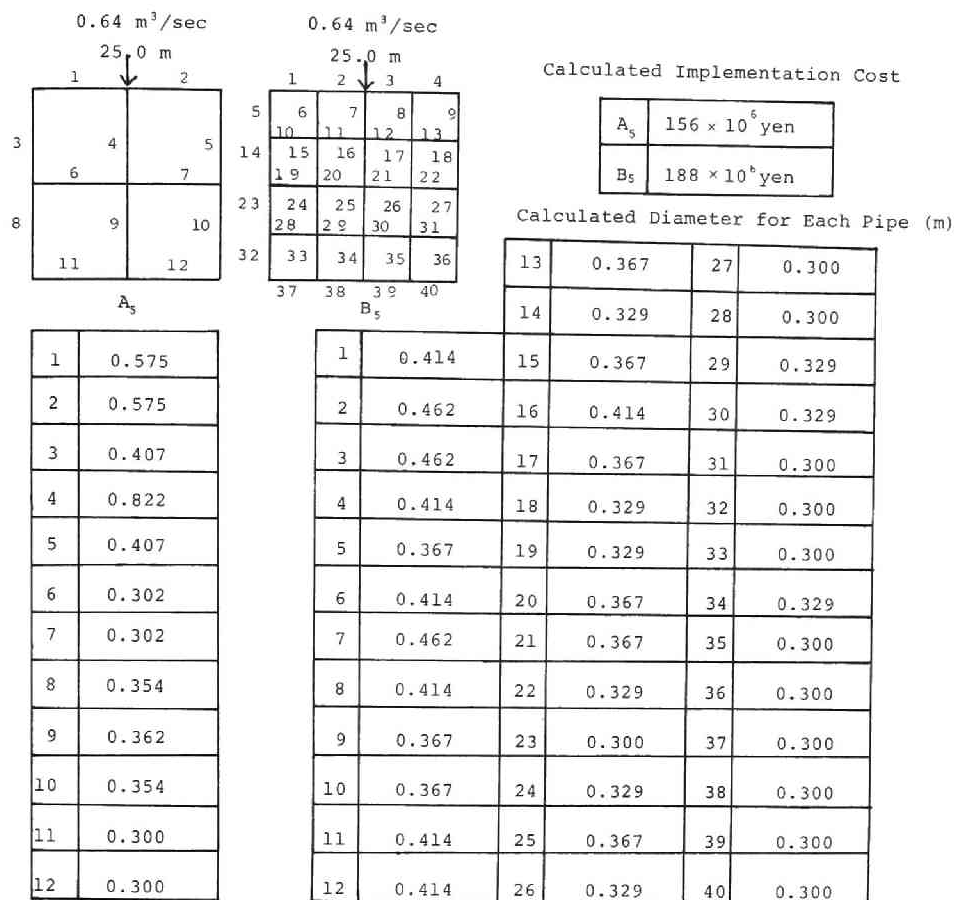 0.64 m³/sec
25.0 m
1 2
3 4 5
6 7
8 9 10
11 12
A₅
0.64 m³/sec
25.0 m
1 2 3 4
5 6 7 8 9
10 11 12 13
14 15 16 17 18
19 20 21 22
23 24 25 26 27
28 29 30 31
32 33 34 35 36
37 38 39 40
B₅
Calculated Implementation Cost
A₅ 156 × 10⁶ yen
B₅ 188 × 10⁶ yen
Calculated Diameter for Each Pipe (m)
1 0.575
2 0.575
3 0.407
4 0.822
5 0.407
6 0.302
7 0.302
8 0.354
9 0.362
10 0.354
11 0.300
12 0.300
1 0.414
2 0.462
3 0.462
4 0.414
5 0.367
6 0.414
7 0.462
8 0.414
9 0.367
10 0.367
11 0.414
12 0.414
13 0.367 27 0.300
14 0.329 28 0.300
15 0.367 29 0.329
16 0.414 30 0.329
17 0.367 31 0.300
18 0.329 32 0.300
19 0.329 33 0.300
20 0.367 34 0.329
21 0.367 35 0.300
22 0.329 36 0.300
23 0.300 37 0.300
24 0.329 38 0.300
25 0.367 39 0.300
26 0.329 40 0.300